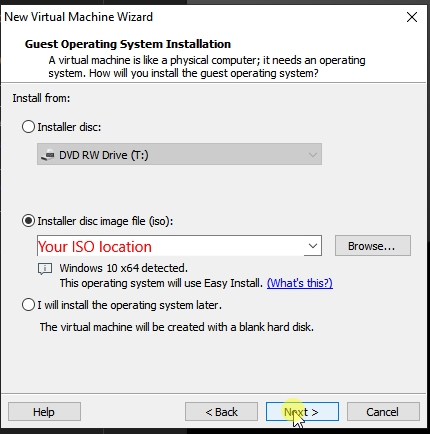 New Virtual Machine Wizard
Guest Operating System Installation
A virtual machine is like a physical computer; it needs an operating
system. How will you install the guest operating system?
Install from:
Installer disc:
DVD RW Drive (T:)
Installer disc image file (iso):
Your ISO location
Browse...
Windows 10 x64 detected.
This operating system will use Easy Install. (What's this?)
I will install the operating system later.
The virtual machine will be created with a blank hard disk.
Help
< Back
Next >
Cancel